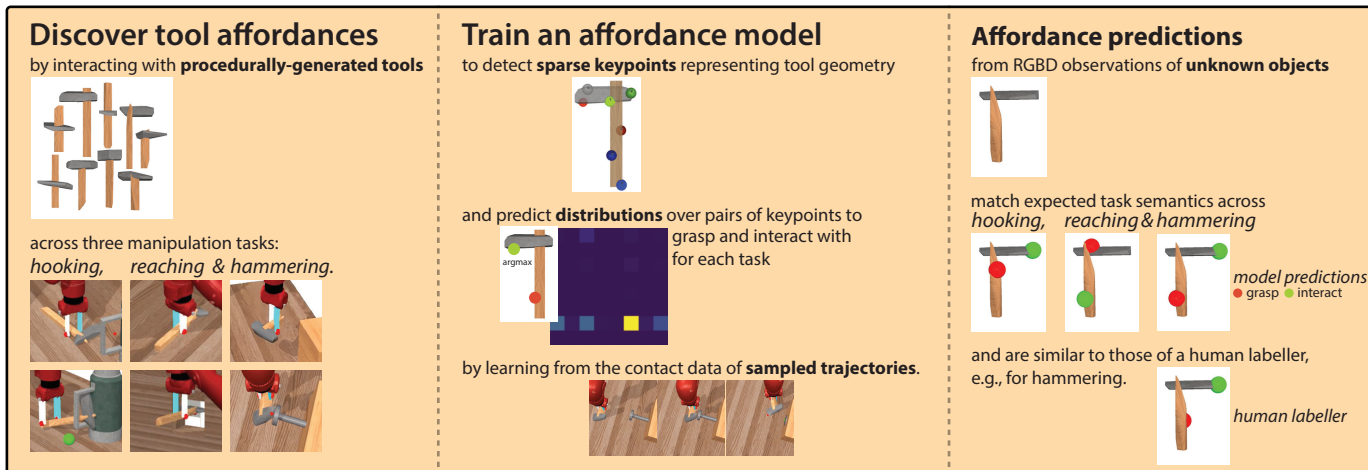 Discover tool affordances
by interacting with procedurally-generated tools
across three manipulation tasks:
hooking, reaching & hammering.
Train an affordance model
to detect sparse keypoints representing tool geometry
and predict distributions over pairs of keypoints to
grasp and interact with
for each task
argmax
by learning from the contact data of sampled trajectories.
Affordance predictions
from RGBD observations of unknown objects
match expected task semantics across
hooking, reaching & hammering
model predictions
grasp interact
and are similar to those of a human labeller,
e.g., for hammering.
human labeller